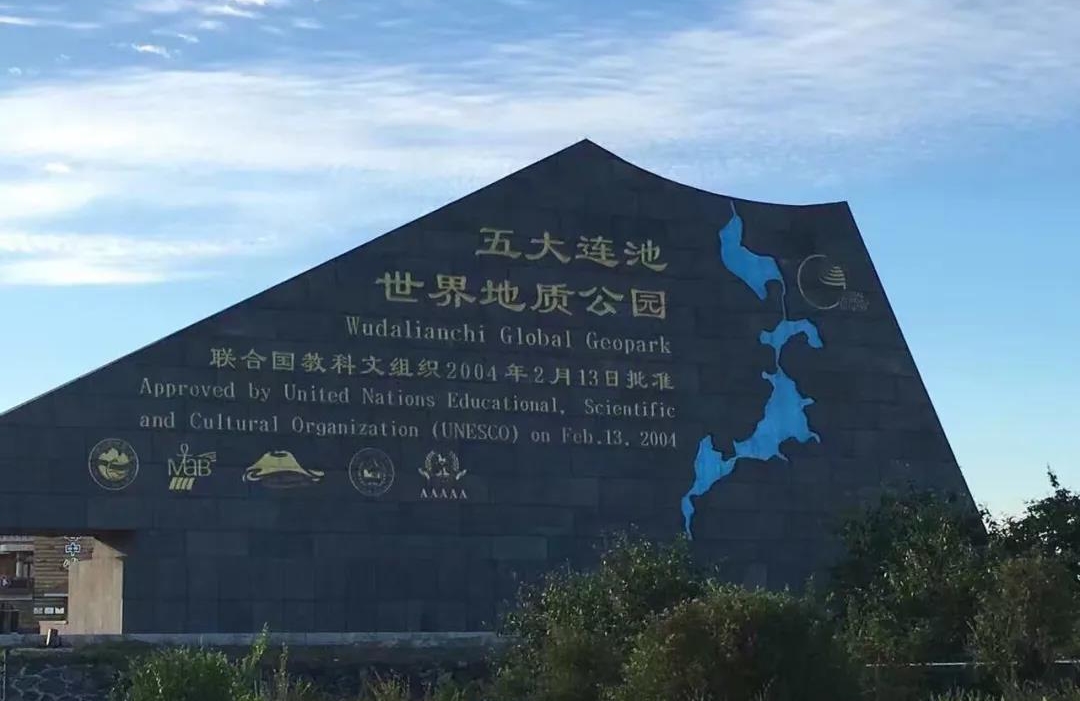 五大连池
世界地质公园
Wudalianchi Global Geopark
联合国教科文组织2004年2月13日批准
Approved by United Nations Educational, Scientific
and Cultural Organization (UNESCO) on Feb.13, 2004
MaB
AAAAA